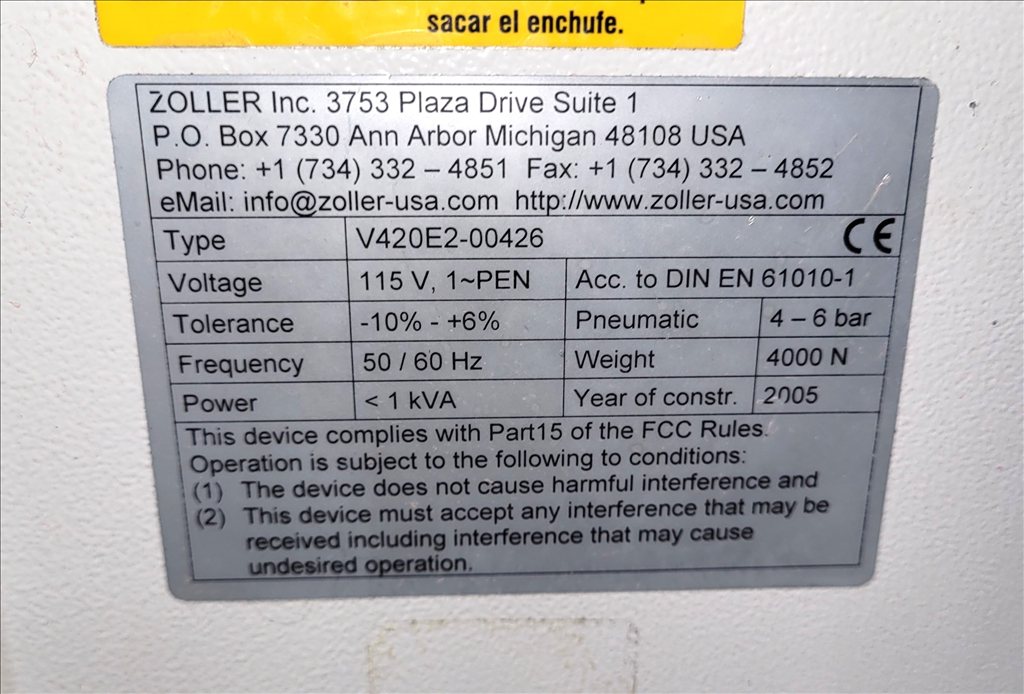 sacar el enchufe.
ZOLLER Inc. 3753 Plaza Drive Suite 1
P.O. Box 7330 Ann Arbor Michigan 48108 USA
Phone: +1 (734) 332 – 4851 Fax: +1 (734) 332 – 4852
eMail: info@zoller-usa.com http://www.zoller-usa.com
Type V420E2-00426 CE
Voltage 115 V, 1~PEN Acc. to DIN EN 61010-1
Tolerance -10% - +6% Pneumatic 4 – 6 bar
Frequency 50 / 60 Hz Weight 4000 N
Power < 1 kVA Year of constr. 2005
This device complies with Part15 of the FCC Rules.
Operation is subject to the following to conditions:
(1) The device does not cause harmful interference and
(2) This device must accept any interference that may be
received including interference that may cause
undesired operation.